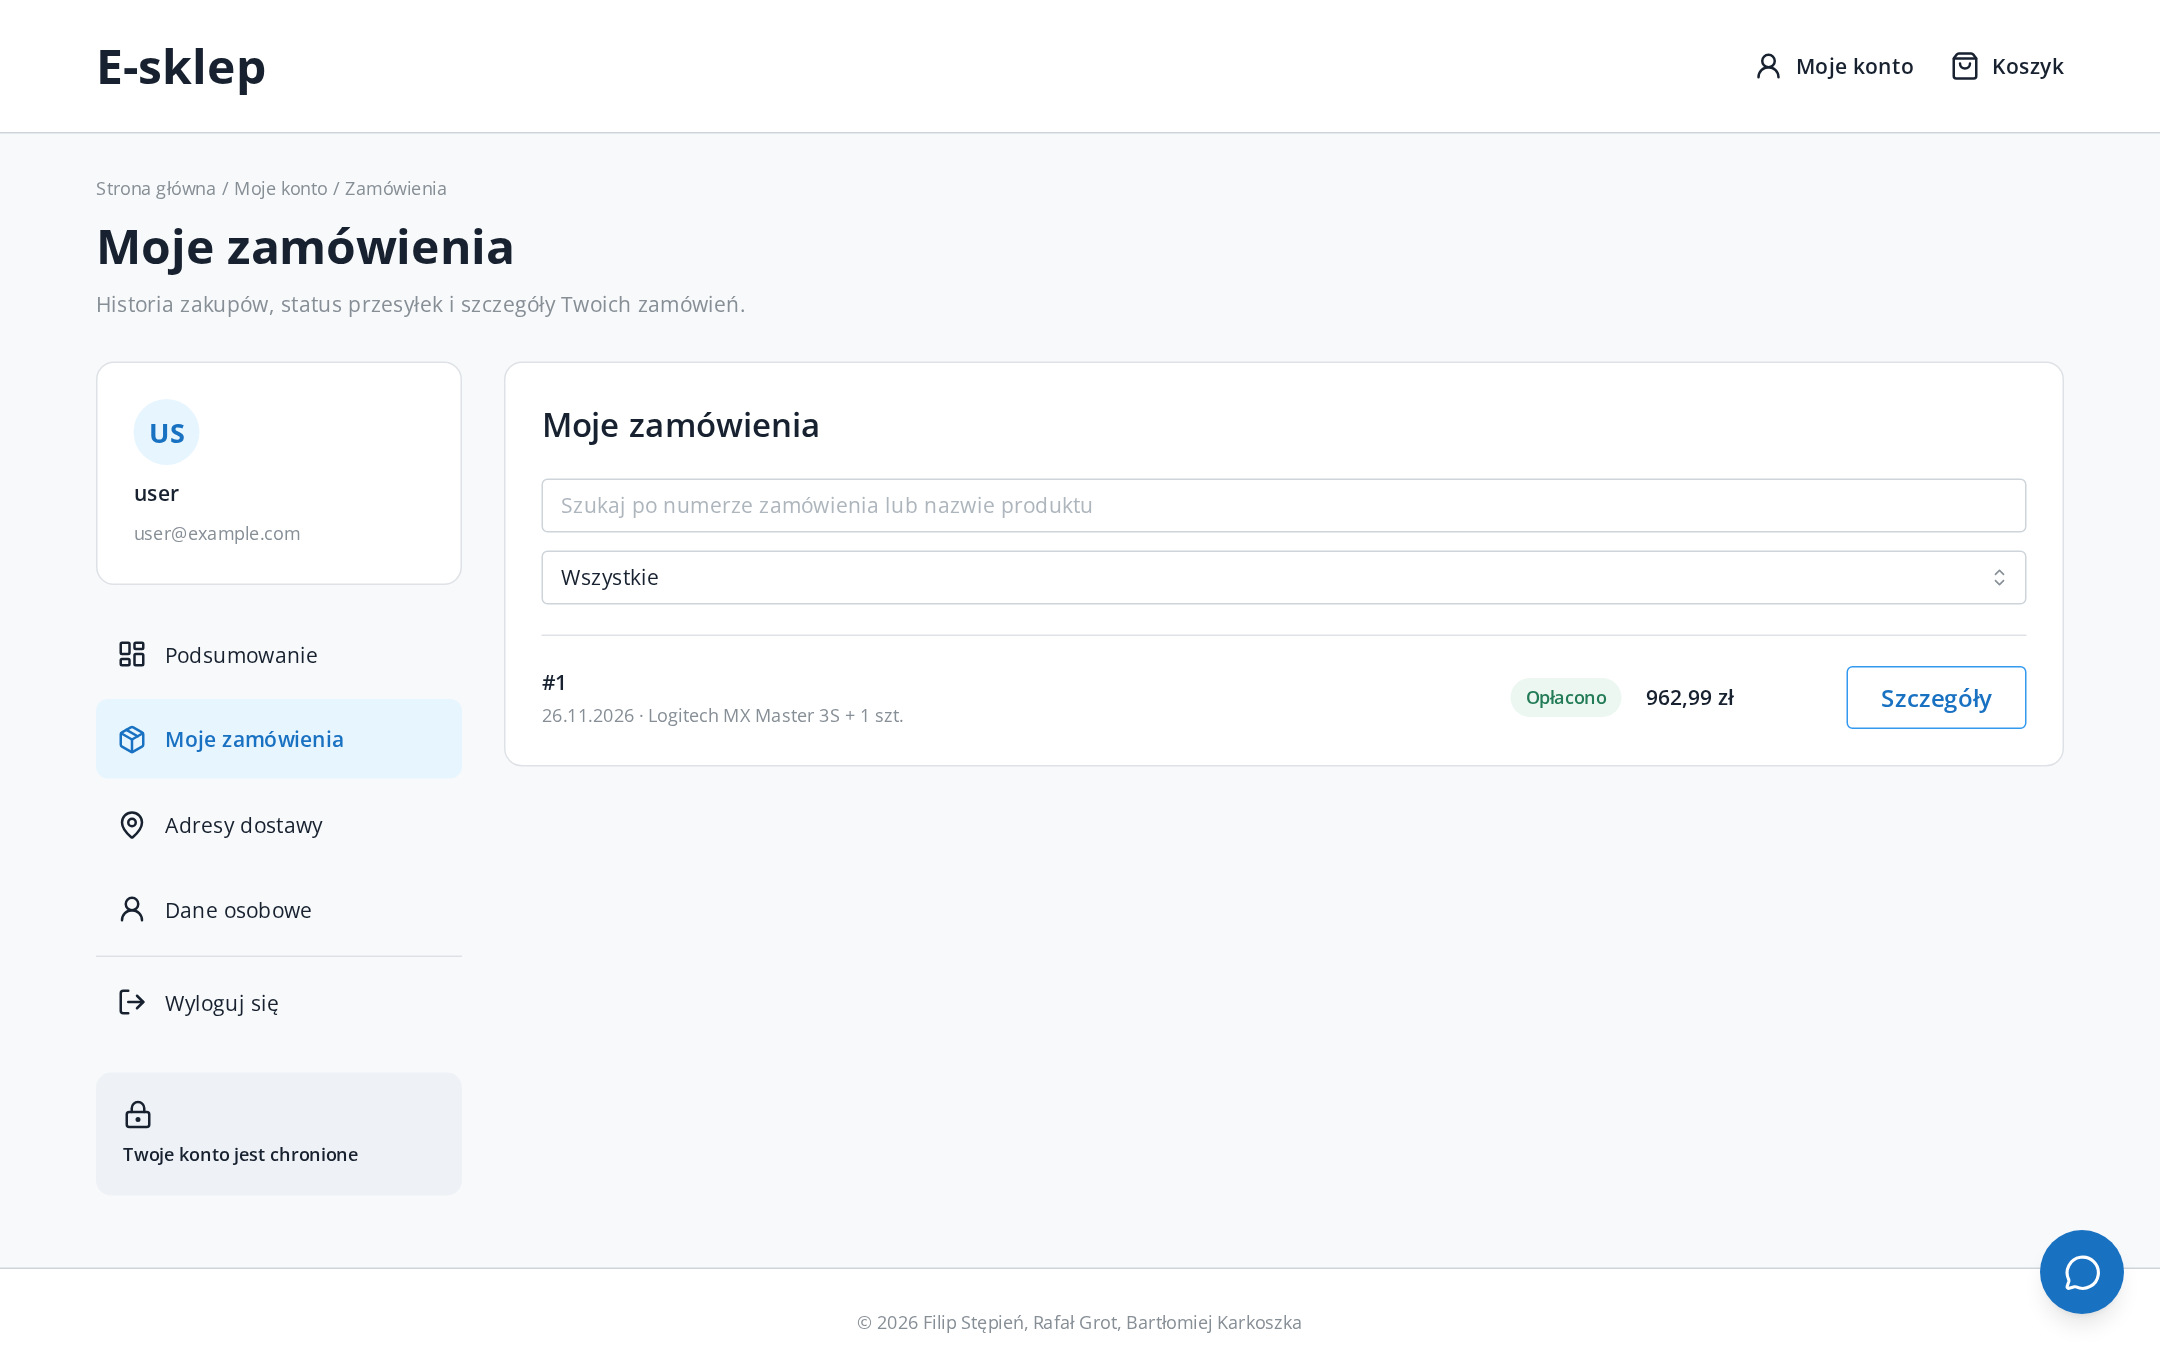 E-sklep
Moje konto
Koszyk
Strona główna / Moje konto / Zamówienia
Moje zamówienia
Historia zakupów, status przesyłek i szczegóły Twoich zamówień.
US
user
user@example.com
Podsumowanie
Moje zamówienia
Adresy dostawy
Dane osobowe
Wyloguj się
Twoje konto jest chronione
Moje zamówienia
Szukaj po numerze zamówienia lub nazwie produktu
Wszystkie
#1
26.11.2026 · Logitech MX Master 3S + 1 szt.
Opłacono
962,99 zł
Szczegóły
© 2026 Filip Stępień, Rafał Grot, Bartłomiej Karkoszka